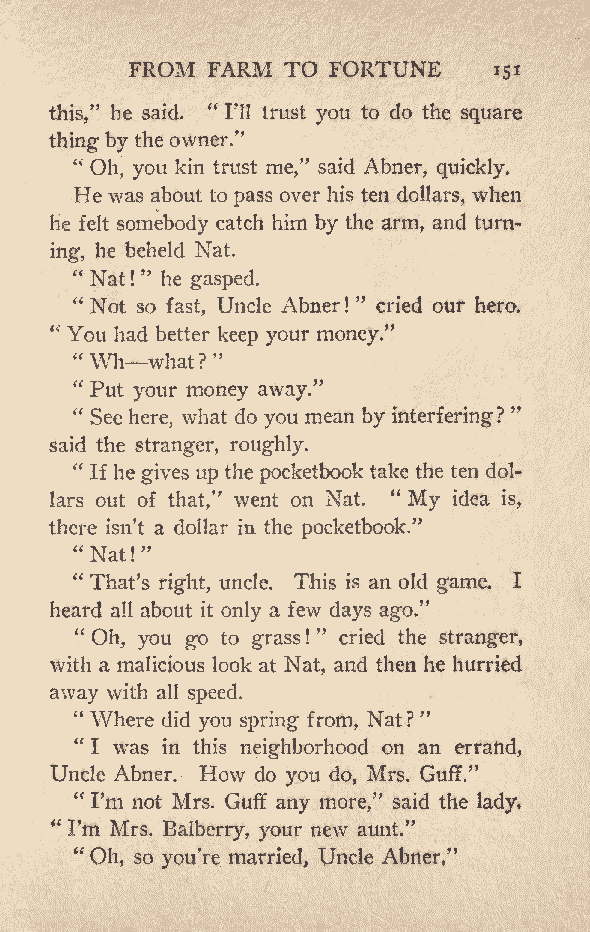 FROM FARM TO FORTUNE 151
this,” he said. “ I’ll trust you to do the square
thing by the owner.”
“ Oh, you kin trust me,” said Abner, quickly.
He was about to pass over his ten dollars, when
he felt somebody catch him by the arm, and turn-
ing, he beheld Nat.
“ Nat! ” he gasped.
“ Not so fast, Uncle Abner! ” cried our hero.
“ You had better keep your money.”
“ Wh—what? ”
“ Put your money away.”
“ See here, what do you mean by interfering? ”
said the stranger, roughly.
“ If he gives up the pocketbook take the ten dol-
lars out of that,” went on Nat. “ My idea is,
there isn’t a dollar in the pocketbook.”
“ Nat! ”
“ That’s right, uncle. This is an old game. I
heard all about it only a few days ago.”
“ Oh, you go to grass! ” cried the stranger,
with a malicious look at Nat, and then he hurried
away with all speed.
“ Where did you spring from, Nat? ”
“ I was in this neighborhood on an errand,
Uncle Abner. How do you do, Mrs. Guff.”
“ I’m not Mrs. Guff any more,” said the lady.
“ I’m Mrs. Balberry, your new aunt.”
“ Oh, so you’re married, Uncle Abner.”